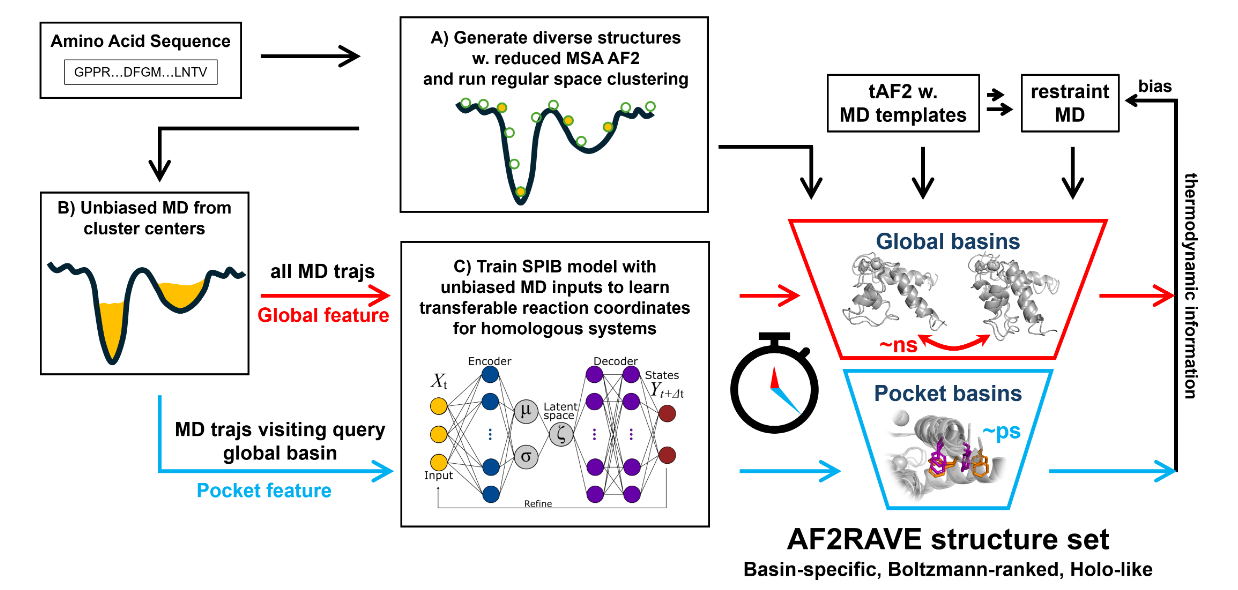 Amino Acid Sequence
GPPR...DFGM...LNTV
A) Generate diverse structures
w. reduced MSA AF2
and run regular space clustering
tAF2 w.
MD templates
restraint
MD
bias
thermodynamic information
B) Unbiased MD from
cluster centers
all MD trajs
Global feature
MD trajs visiting query
global basin
Pocket feature
C) Train SPIB model with
unbiased MD inputs to learn
transferable reaction coordinates
for homologous systems
Encoder
Decoder
Xt
μ
σ
Latent
space
ζ
States
Yt+Δt
Input
Refine
Global basins
~ns
Pocket basins
~ps
AF2RAVE structure set
Basin-specific, Boltzmann-ranked, Holo-like